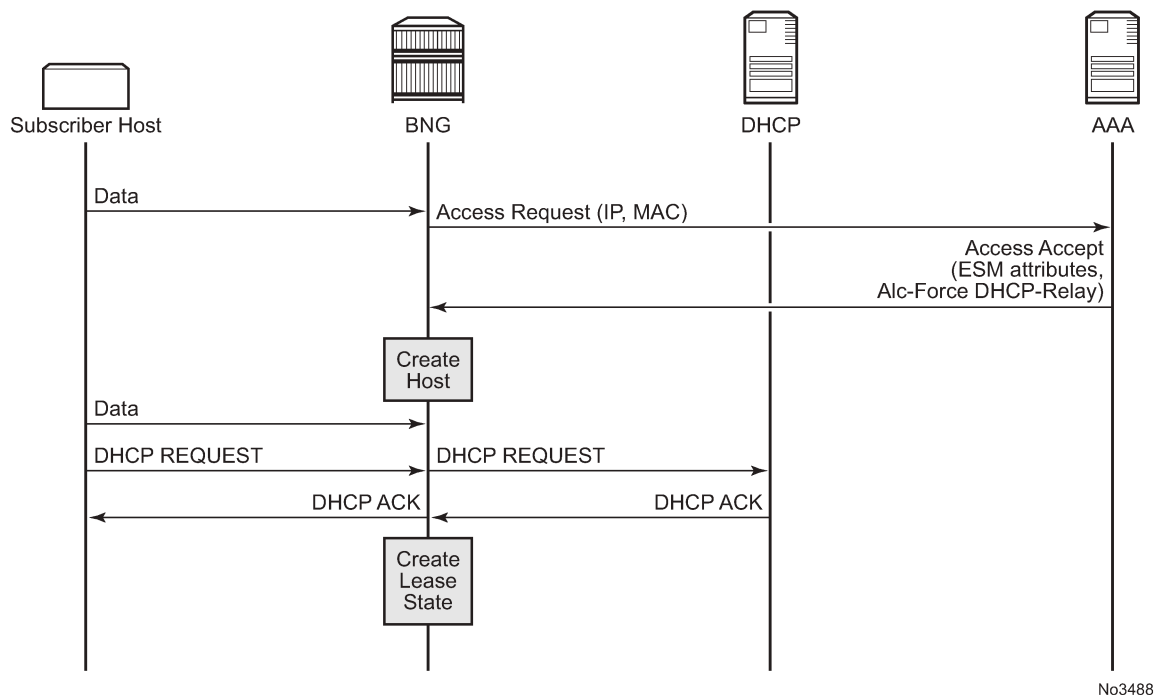 Subscriber Host
BNG
DHCP
AAA
Data
Access Request (IP, MAC)
Access Accept
(ESM attributes,
Alc-Force DHCP-Relay)
Create
Host
Data
DHCP REQUEST
DHCP REQUEST
DHCP ACK
DHCP ACK
Create
Lease
State
No3488